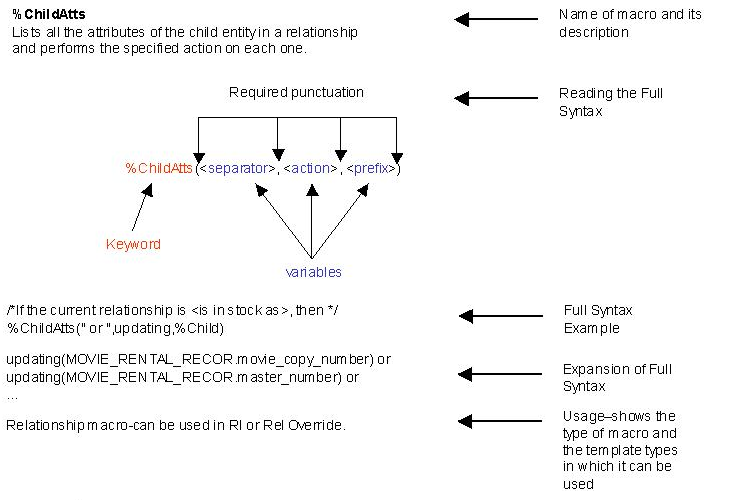 %ChildAtts
Lists all the attributes of the child entity in a relationship
and performs the specified action on each one.
Name of macro and its
description
Required punctuation
Reading the Full
Syntax
%ChildAtts(<separator>, <action>, <prefix>)
Keyword
variables
/*If the current relationship is <is in stock as>, then */
%ChildAtts(" or ",updating,%Child)
Full Syntax
Example
updating(MOVIE_RENTAL_RECOR.movie_copy_number) or
updating(MOVIE_RENTAL_RECOR.master_number) or
...
Expansion of Full
Syntax
Relationship macro-can be used in RI or Rel Override.
Usage–shows the
type of macro and
the template types
in which it can be
used